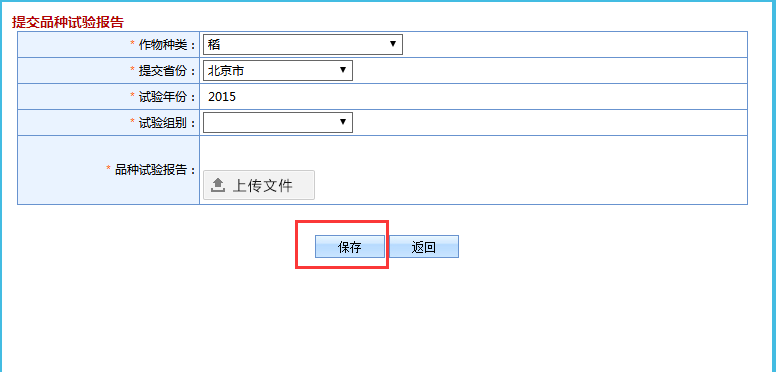 提交品种试验报告
* 作物种类： 稻
* 提交省份： 北京市
* 试验年份： 2015
* 试验组别：
* 品种试验报告： 上传文件
保存 返回